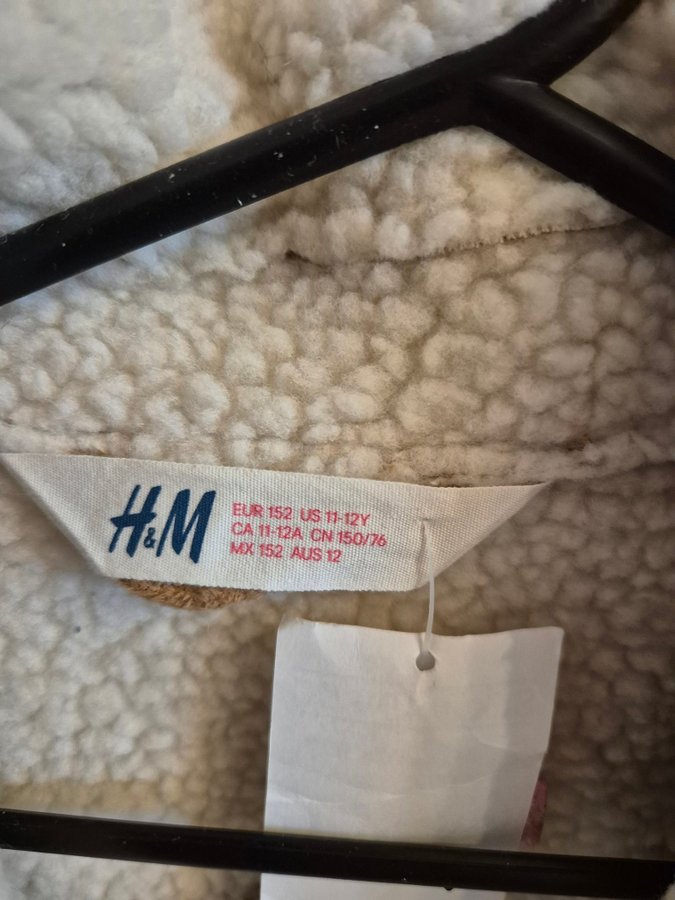 H&M
EUR 152 US 11-12Y
CA 11-12A CN 150/76
MX 152 AUS 12